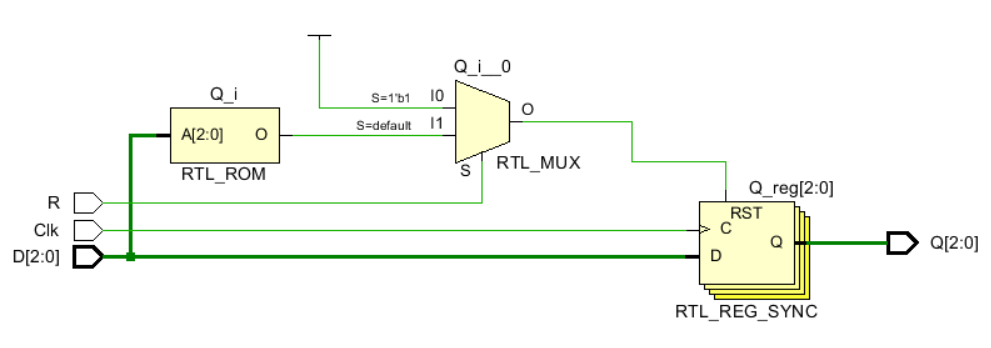 Q_i__0
S=1'b1
I0
Q_i
S=default
I1
O
A[2:0]
O
RTL_ROM
S
RTL_MUX
R
Q_reg[2:0]
RST
Clk
C
Q
Q[2:0]
D[2:0]
D
RTL_REG_SYNC